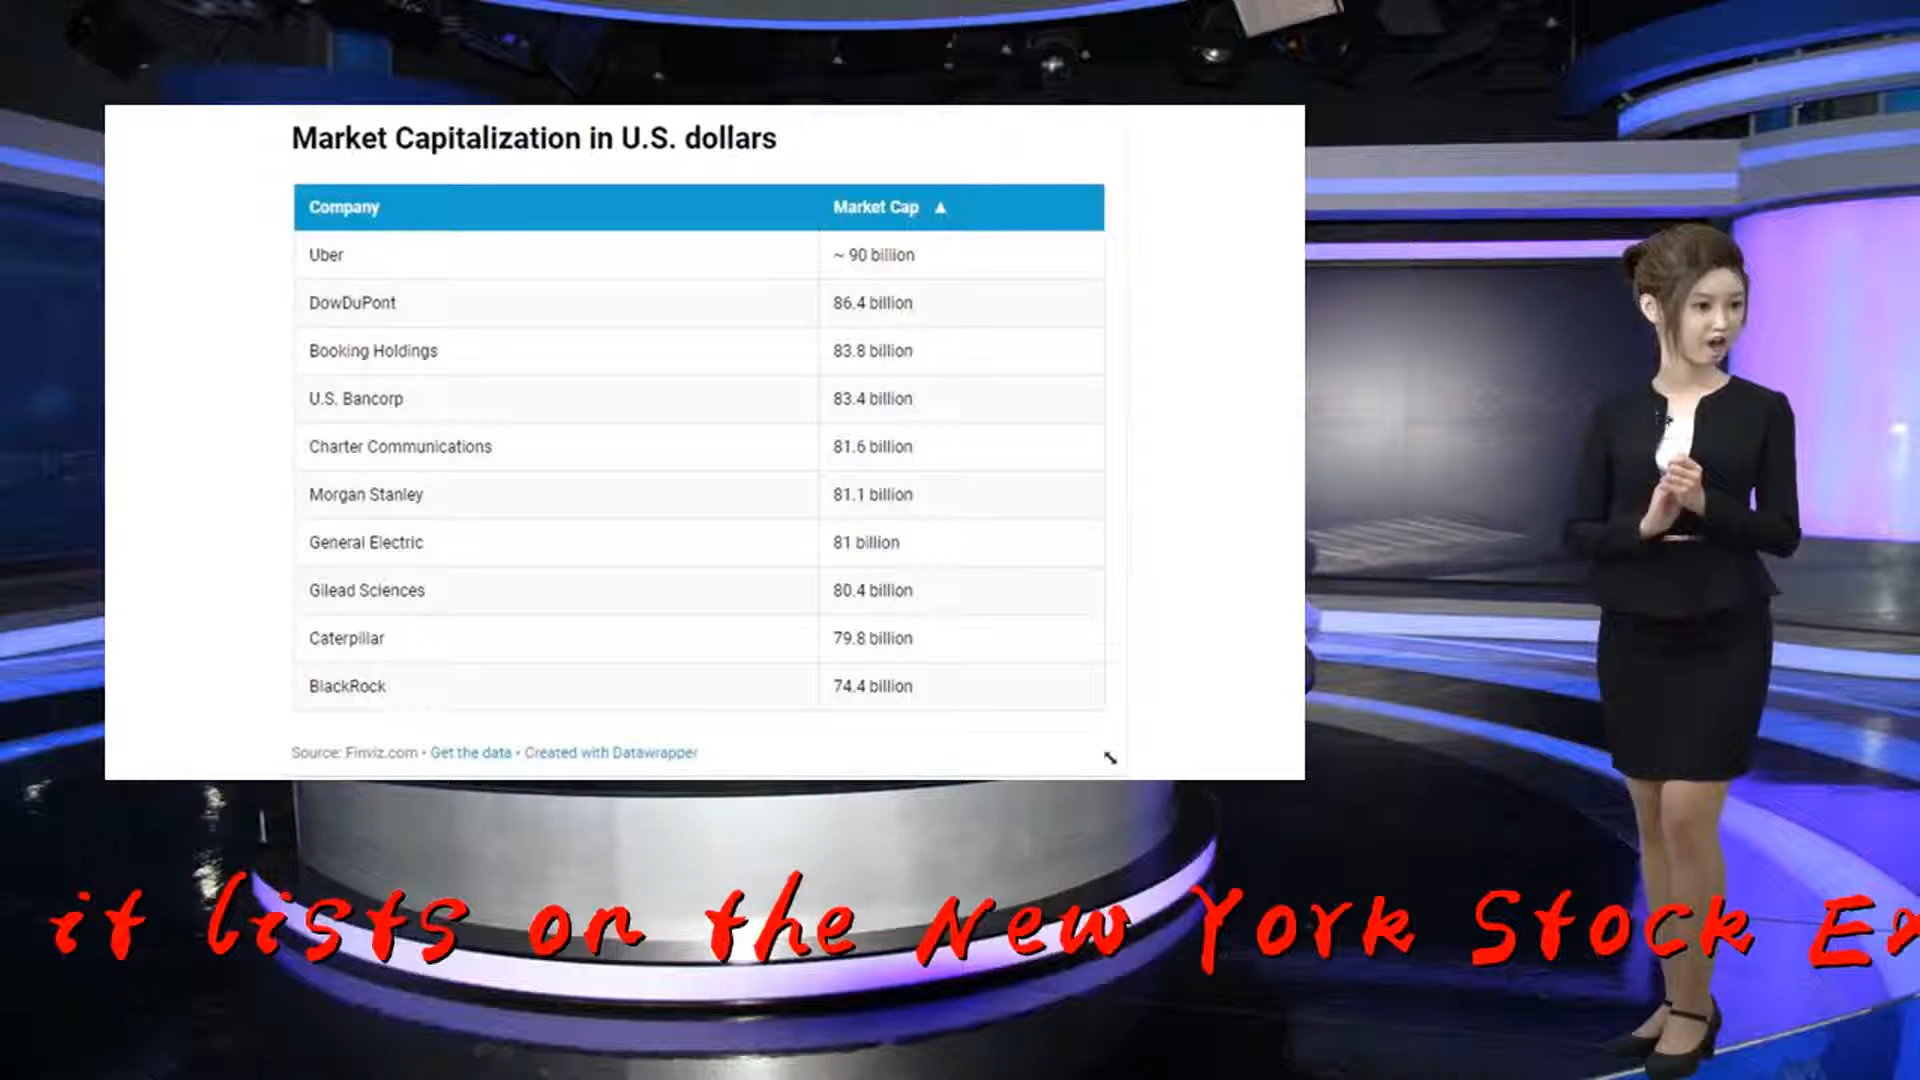 Market Capitalization in U.S. dollars
Company Market Cap ▲
Uber ~ 90 billion
DowDuPont 86.4 billion
Booking Holdings 83.8 billion
U.S. Bancorp 83.4 billion
Charter Communications 81.6 billion
Morgan Stanley 81.1 billion
General Electric 81 billion
Gilead Sciences 80.4 billion
Caterpillar 79.8 billion
BlackRock 74.4 billion
Source: Finviz.com • Get the data • Created with Datawrapper
it lists on the New York Stock